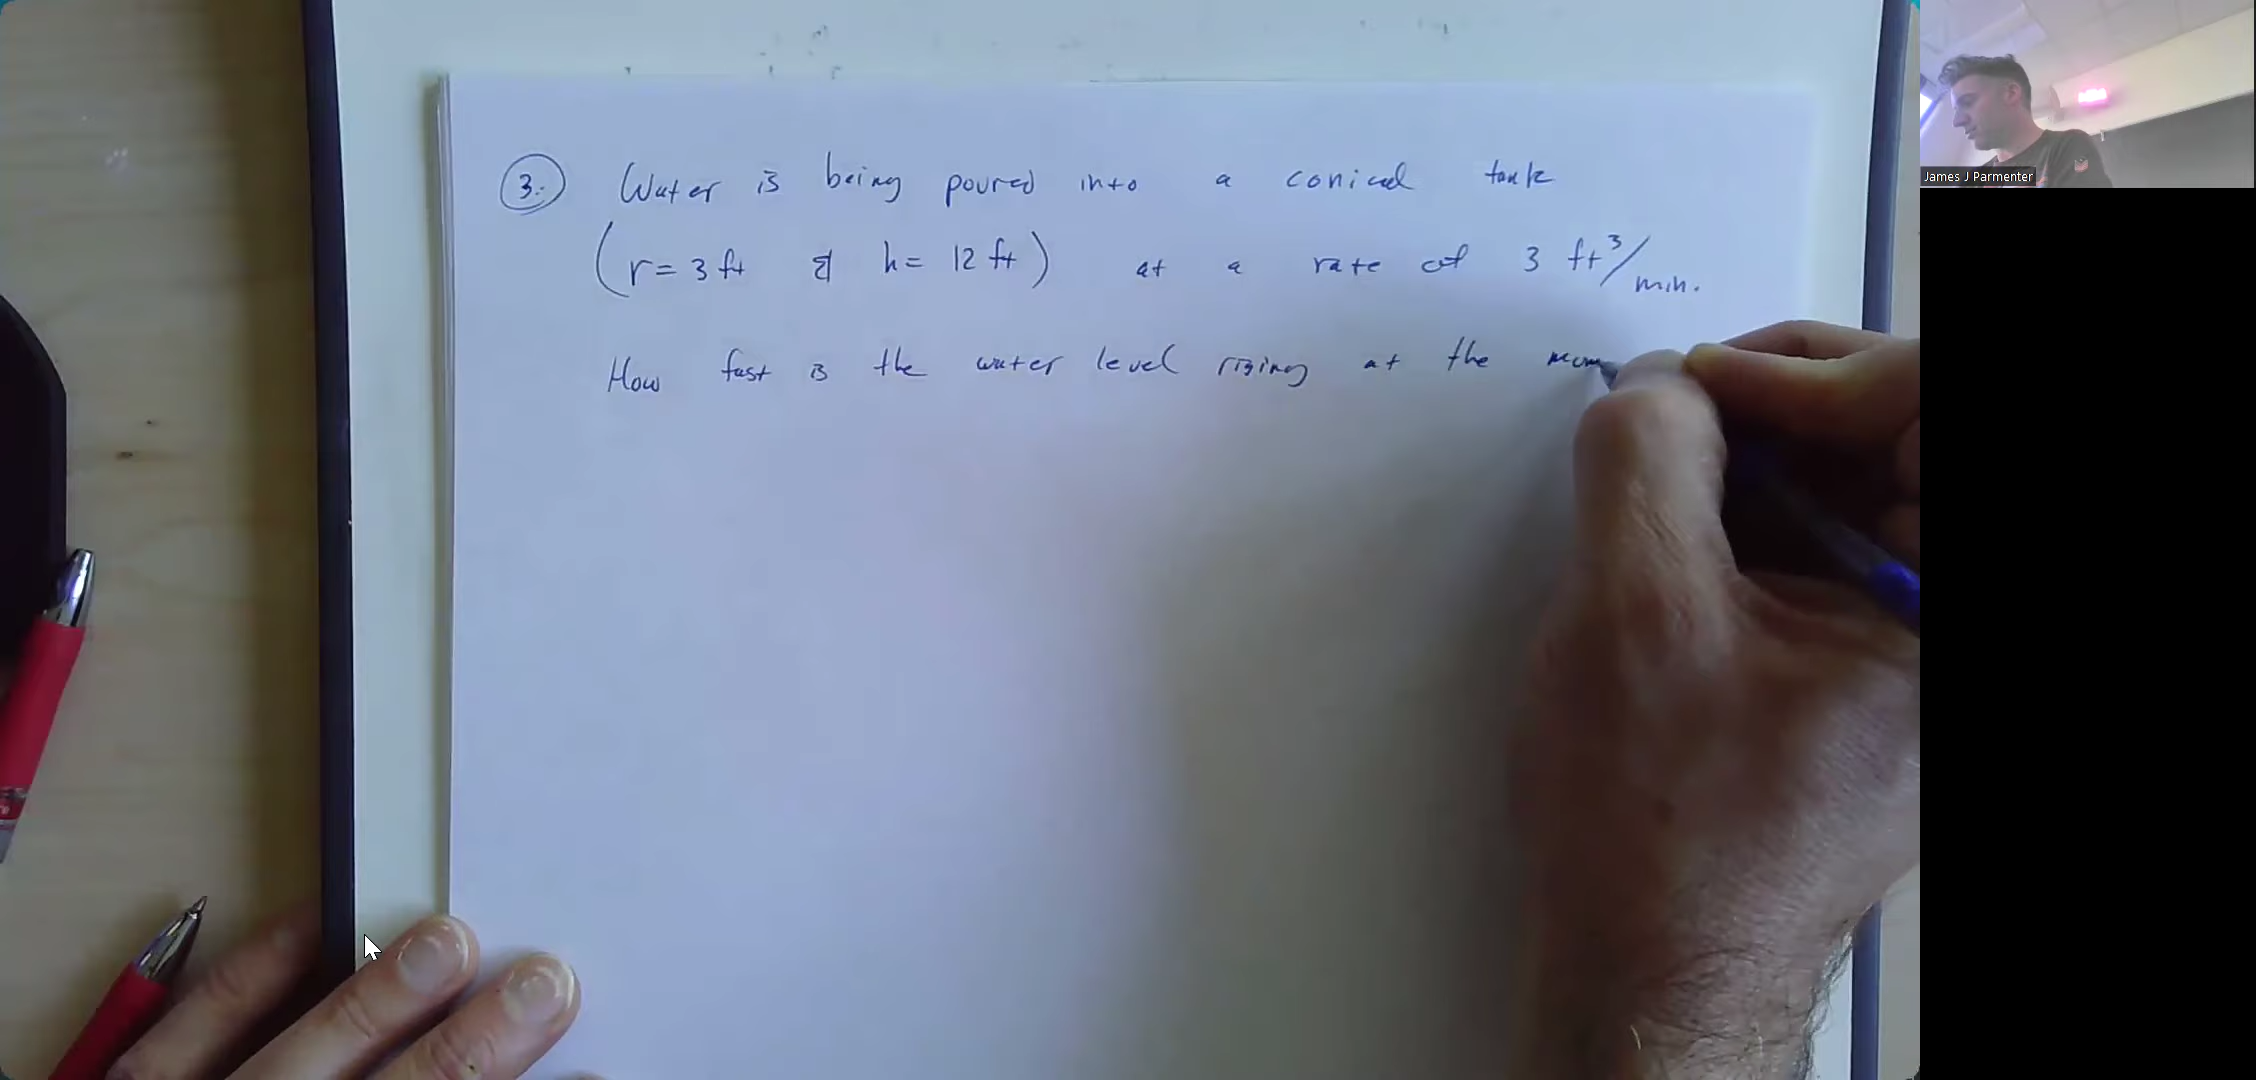 3. Water is being poured into a conical tank
(r = 3 ft & h = 12 ft) at a rate of 3 ft³/min.
How fast is the water level rising at the mom
James J Parmenter